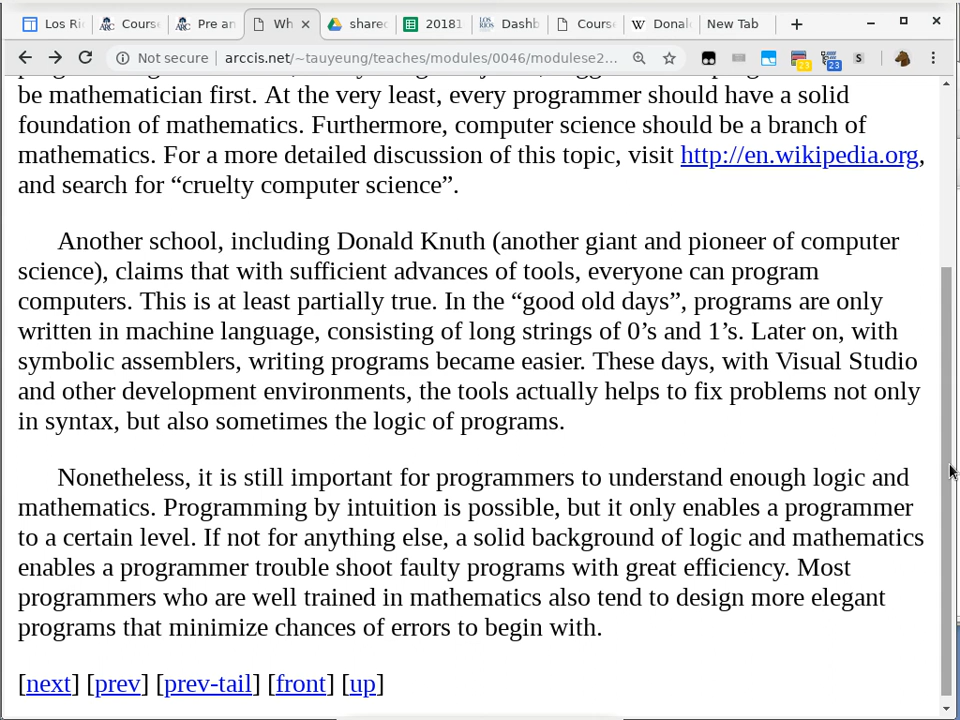 Los Ri
Cours
Pre an
Wh
share
20181
Dashb
Cours
Donal
New Tab
Not secure
arccis.net/~tauyeung/teaches/modules/0046/modulese2...
23
23
S
be mathematician first. At the very least, every programmer should have a solid
foundation of mathematics. Furthermore, computer science should be a branch of
mathematics. For a more detailed discussion of this topic, visit http://en.wikipedia.org,
and search for “cruelty computer science”.
Another school, including Donald Knuth (another giant and pioneer of computer
science), claims that with sufficient advances of tools, everyone can program
computers. This is at least partially true. In the “good old days”, programs are only
written in machine language, consisting of long strings of 0’s and 1’s. Later on, with
symbolic assemblers, writing programs became easier. These days, with Visual Studio
and other development environments, the tools actually helps to fix problems not only
in syntax, but also sometimes the logic of programs.
Nonetheless, it is still important for programmers to understand enough logic and
mathematics. Programming by intuition is possible, but it only enables a programmer
to a certain level. If not for anything else, a solid background of logic and mathematics
enables a programmer trouble shoot faulty programs with great efficiency. Most
programmers who are well trained in mathematics also tend to design more elegant
programs that minimize chances of errors to begin with.
[next] [prev] [prev-tail] [front] [up]